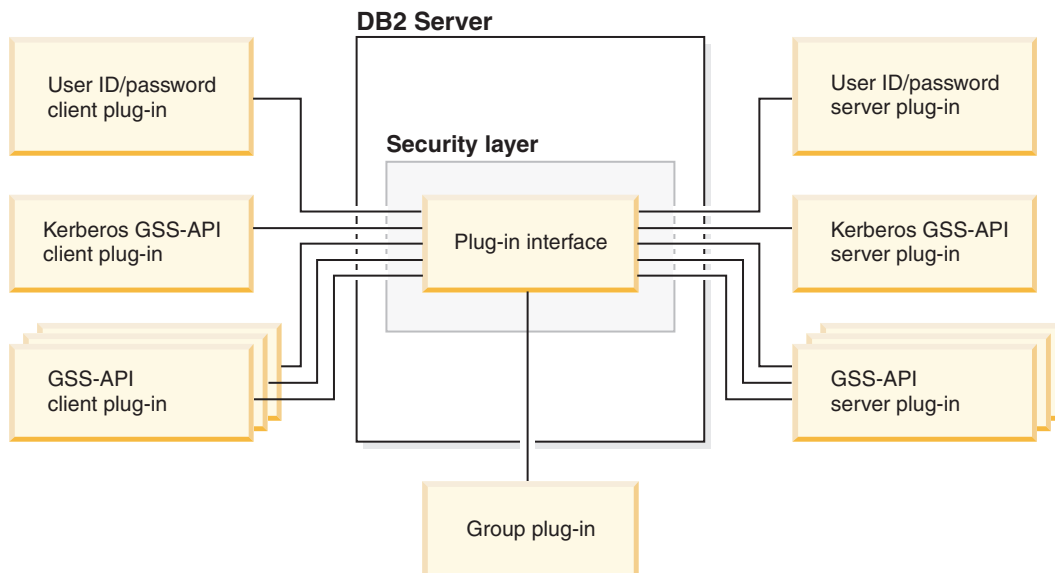 DB2 Server
User ID/password
client plug-in
User ID/password
server plug-in
Security layer
Kerberos GSS-API
client plug-in
Plug-in interface
Kerberos GSS-API
server plug-in
GSS-API
client plug-in
GSS-API
server plug-in
Group plug-in